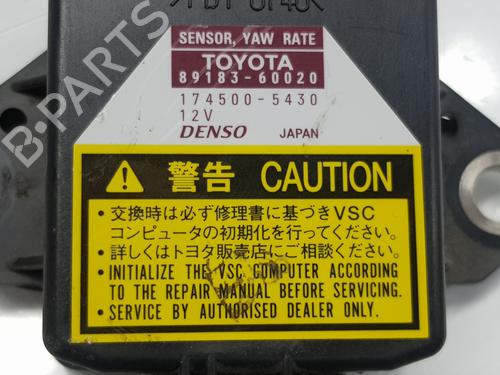 >PBT GF40<
SENSOR, YAW RATE
TOYOTA
89183-60020
174500-5430
12V
DENSO JAPAN
警告 CAUTION
・交換時は必ず修理書に基づきVSC
コンピュータの初期化を行ってください。
・詳しくはトヨタ販売店にご相談ください。
・INITIALIZE THE VSC COMPUTER ACCORDING
TO THE REPAIR MANUAL BEFORE SERVICING.
・SERVICE BY AUTHORISED DEALER ONLY.
B-Parts